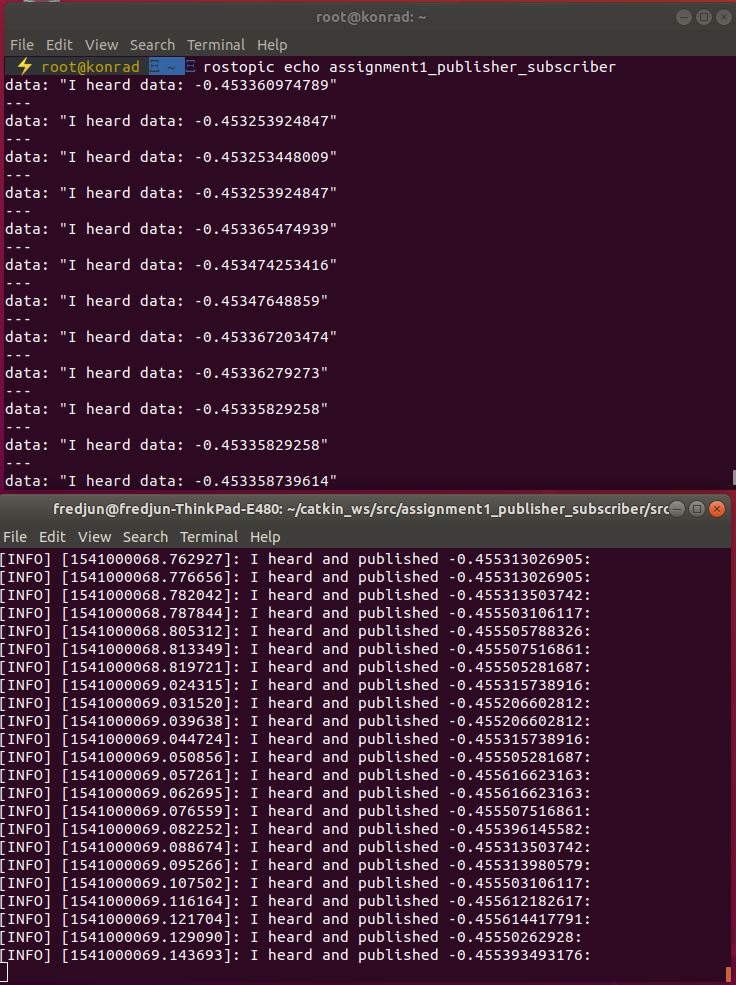 root@konrad: ~
File Edit View Search Terminal Help
⚡ root@konrad ~ rostopic echo assignment1_publisher_subscriber
data: "I heard data: -0.453360974789"
---
data: "I heard data: -0.453253924847"
---
data: "I heard data: -0.453253448009"
---
data: "I heard data: -0.453253924847"
---
data: "I heard data: -0.453365474939"
---
data: "I heard data: -0.453474253416"
---
data: "I heard data: -0.45347648859"
---
data: "I heard data: -0.453367203474"
---
data: "I heard data: -0.45336279273"
---
data: "I heard data: -0.45335829258"
---
data: "I heard data: -0.45335829258"
---
data: "I heard data: -0.453358739614"
fredjun@fredjun-ThinkPad-E480: ~/catkin_ws/src/assignment1_publisher_subscriber/src
File Edit View Search Terminal Help
[INFO] [1541000068.762927]: I heard and published -0.455313026905:
[INFO] [1541000068.776656]: I heard and published -0.455313026905:
[INFO] [1541000068.782042]: I heard and published -0.455313503742:
[INFO] [1541000068.787844]: I heard and published -0.455503106117:
[INFO] [1541000068.805312]: I heard and published -0.455505788326:
[INFO] [1541000068.813349]: I heard and published -0.455507516861:
[INFO] [1541000068.819721]: I heard and published -0.455505281687:
[INFO] [1541000069.024315]: I heard and published -0.455315738916:
[INFO] [1541000069.031520]: I heard and published -0.455206602812:
[INFO] [1541000069.039638]: I heard and published -0.455206602812:
[INFO] [1541000069.044724]: I heard and published -0.455315738916:
[INFO] [1541000069.050856]: I heard and published -0.455505281687:
[INFO] [1541000069.057261]: I heard and published -0.455616623163:
[INFO] [1541000069.062695]: I heard and published -0.455616623163:
[INFO] [1541000069.076559]: I heard and published -0.455507516861:
[INFO] [1541000069.082252]: I heard and published -0.455396145582:
[INFO] [1541000069.088674]: I heard and published -0.455313503742:
[INFO] [1541000069.095266]: I heard and published -0.455313980579:
[INFO] [1541000069.107502]: I heard and published -0.455503106117:
[INFO] [1541000069.116164]: I heard and published -0.455612182617:
[INFO] [1541000069.121704]: I heard and published -0.455614417791:
[INFO] [1541000069.129090]: I heard and published -0.45550262928:
[INFO] [1541000069.143693]: I heard and published -0.455393493176: